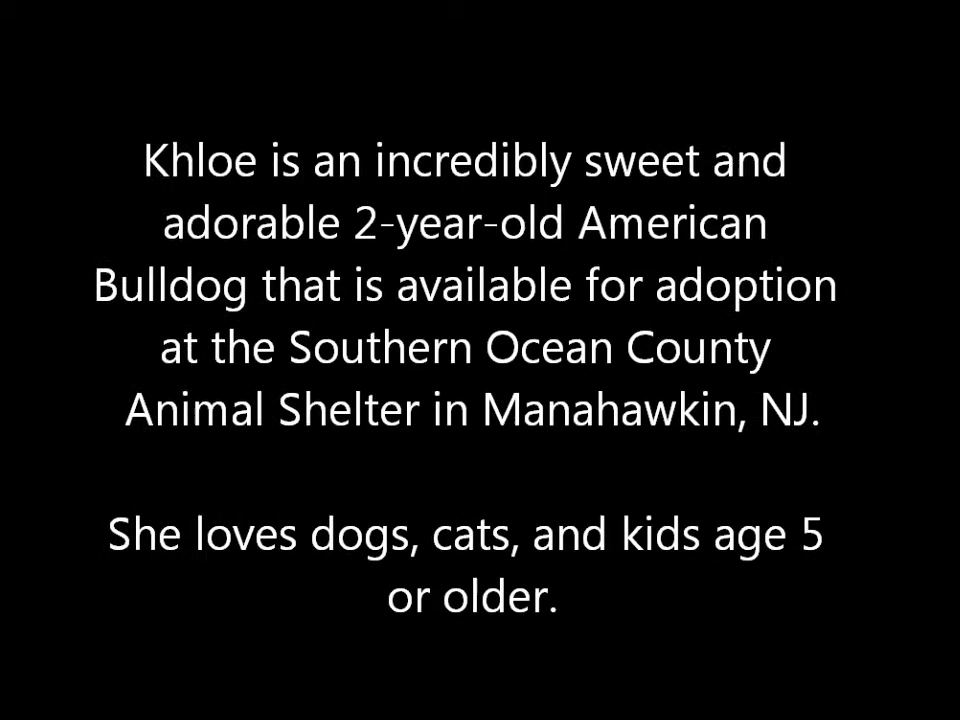 Khloe is an incredibly sweet and
adorable 2-year-old American
Bulldog that is available for adoption
at the Southern Ocean County
Animal Shelter in Manahawkin, NJ.
She loves dogs, cats, and kids age 5
or older.